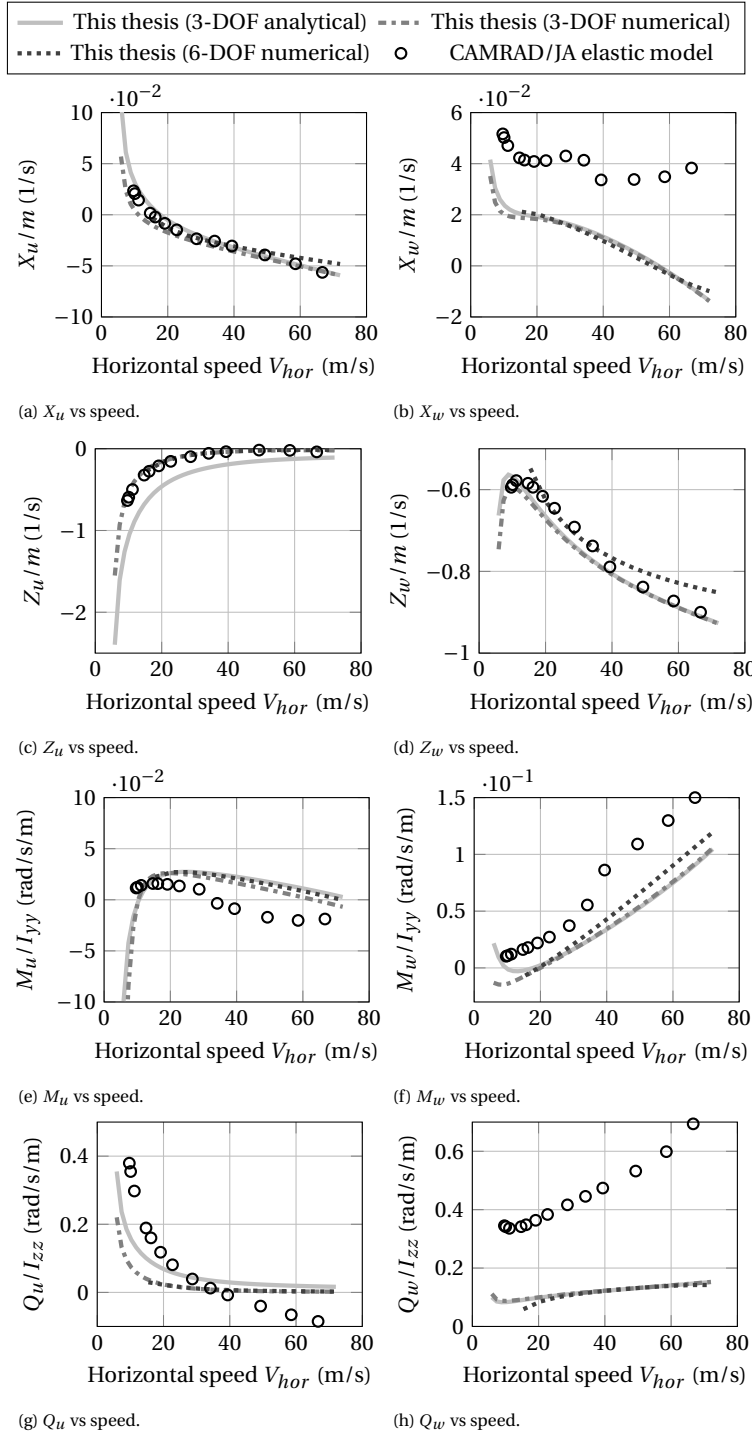 This thesis (3-DOF analytical) This thesis (3-DOF numerical)
This thesis (6-DOF numerical) CAMRAD/JA elastic model
·10−2
10
5
0
−5
−10
0 20 40 60 80
X_u/m (1/s)
Horizontal speed V_hor (m/s)
(a) X_u vs speed.
·10−2
6
4
2
0
−2
0 20 40 60 80
X_w/m (1/s)
Horizontal speed V_hor (m/s)
(b) X_w vs speed.
0
−1
−2
0 20 40 60 80
Z_u/m (1/s)
Horizontal speed V_hor (m/s)
(c) Z_u vs speed.
−0.6
−0.8
−1
0 20 40 60 80
Z_w/m (1/s)
Horizontal speed V_hor (m/s)
(d) Z_w vs speed.
·10−2
10
5
0
−5
−10
0 20 40 60 80
M_u/I_yy (rad/s/m)
Horizontal speed V_hor (m/s)
(e) M_u vs speed.
·10−1
1.5
1
0.5
0
0 20 40 60 80
M_w/I_yy (rad/s/m)
Horizontal speed V_hor (m/s)
(f) M_w vs speed.
0.4
0.2
0
0 20 40 60 80
Q_u/I_zz (rad/s/m)
Horizontal speed V_hor (m/s)
(g) Q_u vs speed.
0.6
0.4
0.2
0
0 20 40 60 80
Q_w/I_zz (rad/s/m)
Horizontal speed V_hor (m/s)
(h) Q_w vs speed.